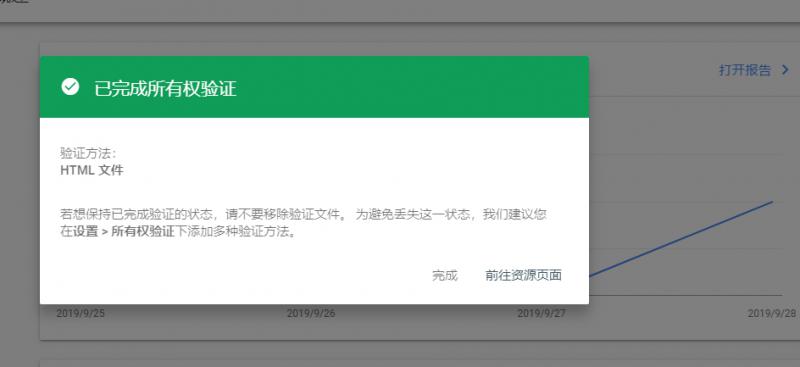 打开报告
已完成所有权验证
验证方法：
HTML 文件
若想保持已完成验证的状态，请不要移除验证文件。 为避免丢失这一状态，我们建议您
在设置 > 所有权验证下添加多种验证方法。
完成 前往资源页面
2019/9/25 2019/9/26 2019/9/27 2019/9/28